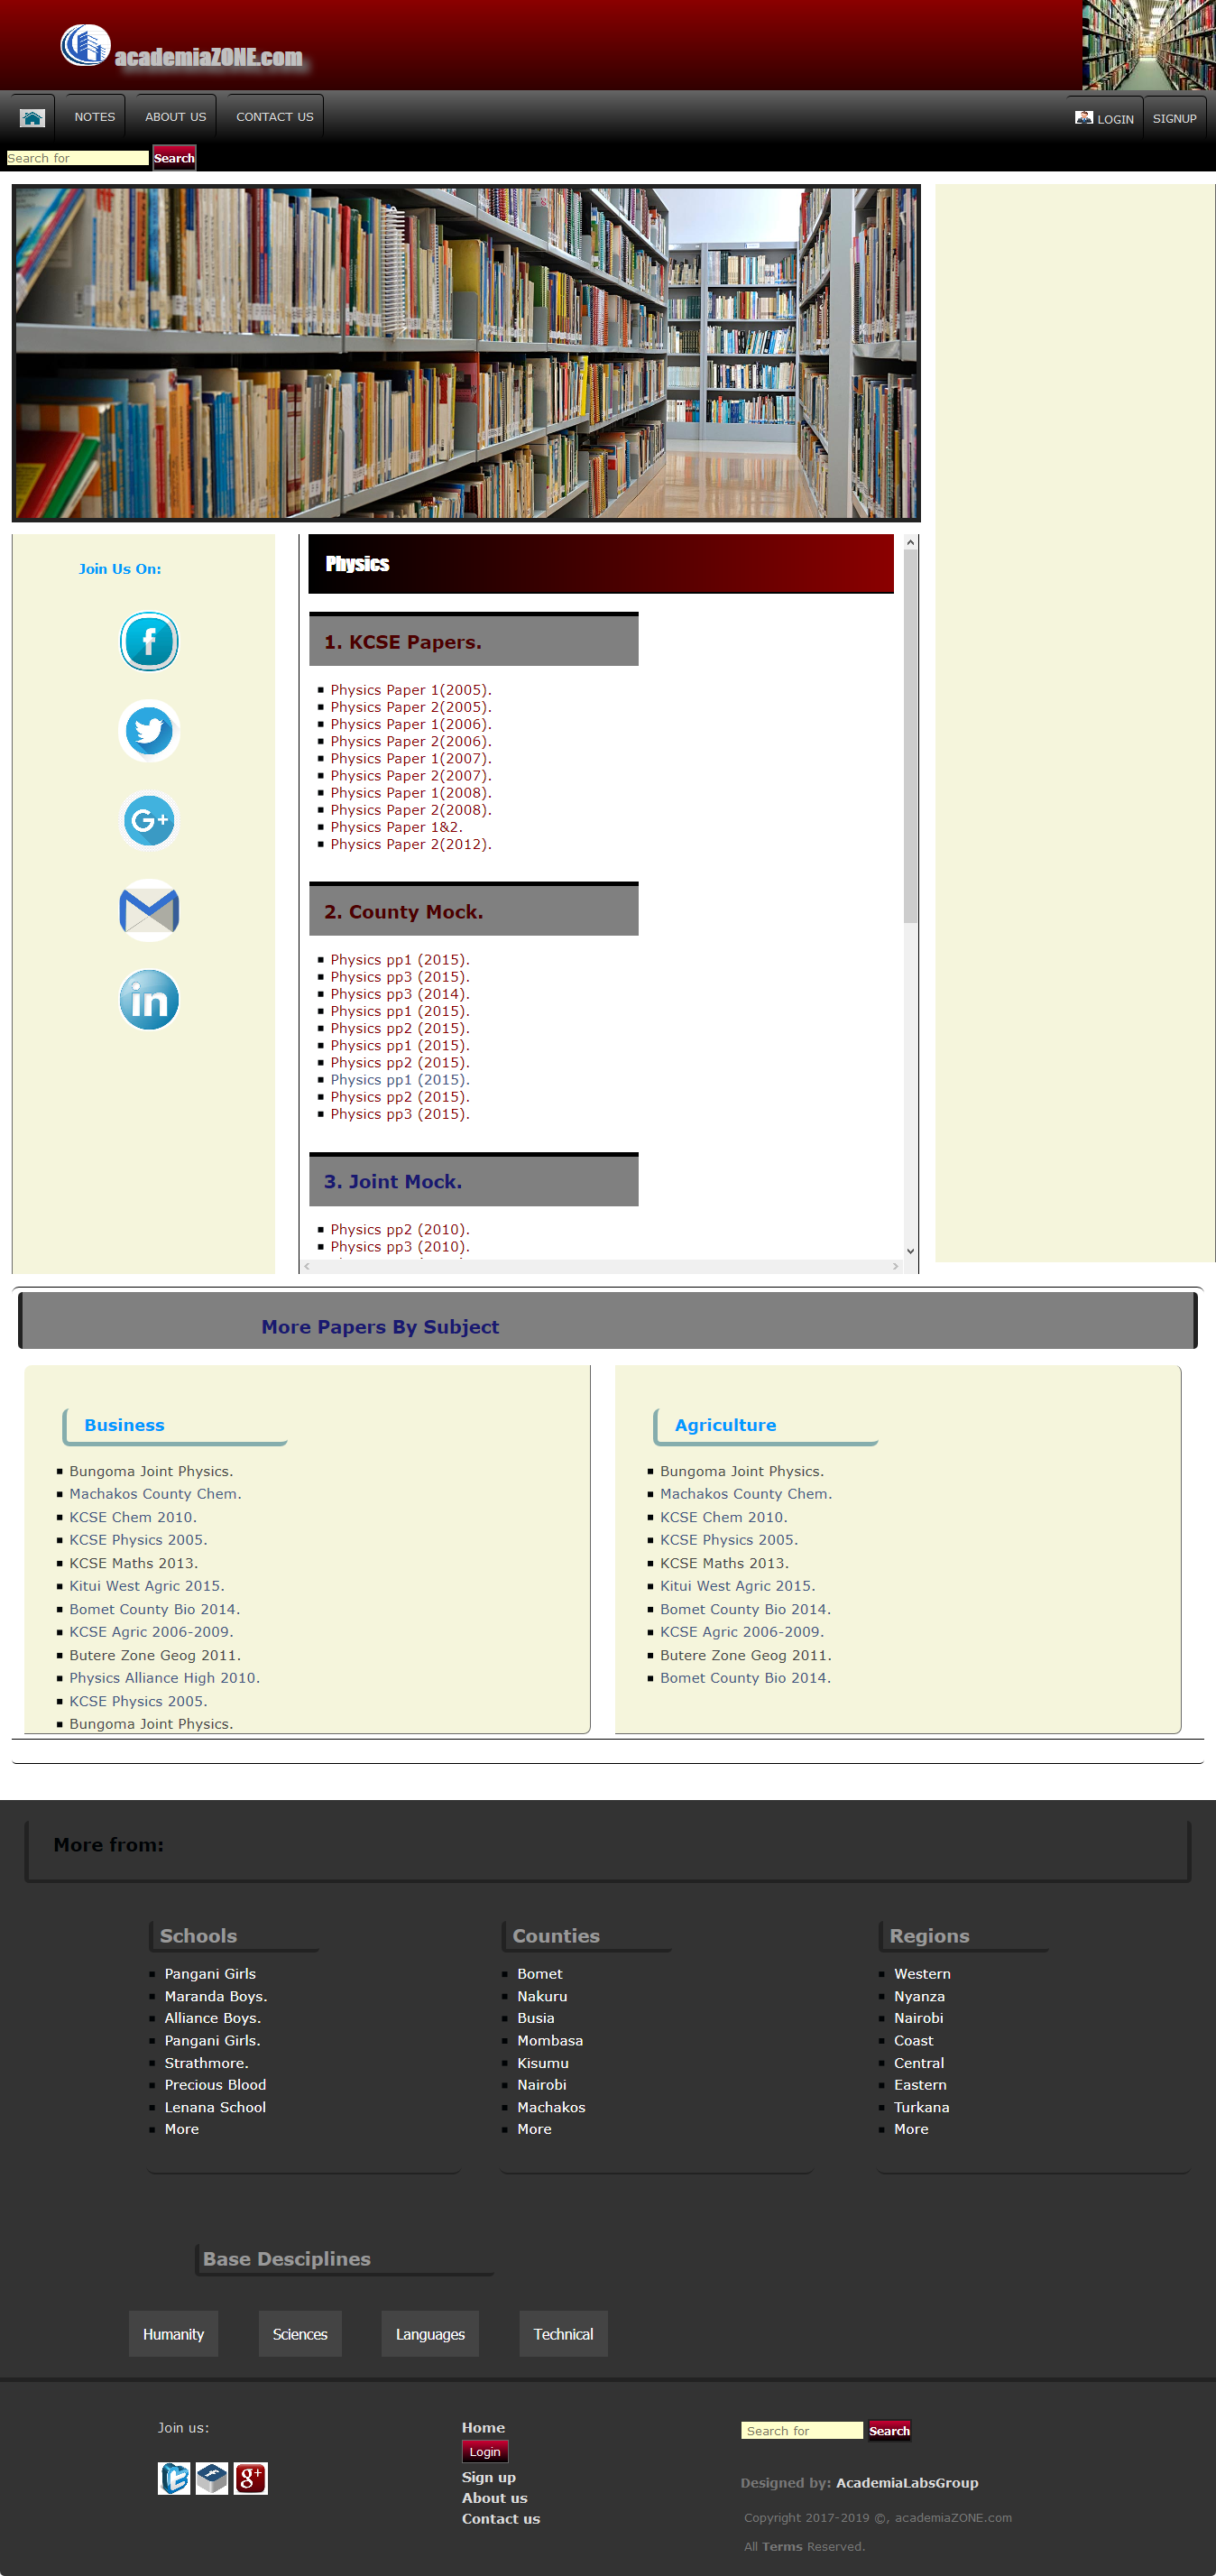 academiaZONE.com
NOTES
ABOUT US
CONTACT US
LOGIN
SIGNUP
Search for
Search
Join Us On:
Physics
1. KCSE Papers.
Physics Paper 1(2005).
Physics Paper 2(2005).
Physics Paper 1(2006).
Physics Paper 2(2006).
Physics Paper 1(2007).
Physics Paper 2(2007).
Physics Paper 1(2008).
Physics Paper 2(2008).
Physics Paper 1&2.
Physics Paper 2(2012).
2. County Mock.
Physics pp1 (2015).
Physics pp3 (2015).
Physics pp3 (2014).
Physics pp1 (2015).
Physics pp2 (2015).
Physics pp1 (2015).
Physics pp2 (2015).
Physics pp1 (2015).
Physics pp2 (2015).
Physics pp3 (2015).
3. Joint Mock.
Physics pp2 (2010).
Physics pp3 (2010).
More Papers By Subject
Business
Bungoma Joint Physics.
Machakos County Chem.
KCSE Chem 2010.
KCSE Physics 2005.
KCSE Maths 2013.
Kitui West Agric 2015.
Bomet County Bio 2014.
KCSE Agric 2006-2009.
Butere Zone Geog 2011.
Physics Alliance High 2010.
KCSE Physics 2005.
Bungoma Joint Physics.
Agriculture
Bungoma Joint Physics.
Machakos County Chem.
KCSE Chem 2010.
KCSE Physics 2005.
KCSE Maths 2013.
Kitui West Agric 2015.
Bomet County Bio 2014.
KCSE Agric 2006-2009.
Butere Zone Geog 2011.
Bomet County Bio 2014.
More from:
Schools
Pangani Girls
Maranda Boys.
Alliance Boys.
Pangani Girls.
Strathmore.
Precious Blood
Lenana School
More
Counties
Bomet
Nakuru
Busia
Mombasa
Kisumu
Nairobi
Machakos
More
Regions
Western
Nyanza
Nairobi
Coast
Central
Eastern
Turkana
More
Base Desciplines
Humanity
Sciences
Languages
Technical
Join us:
Home
Login
Sign up
About us
Contact us
Search for
Search
Designed by: AcademiaLabsGroup
Copyright 2017-2019 ©, academiaZONE.com
All Terms Reserved.